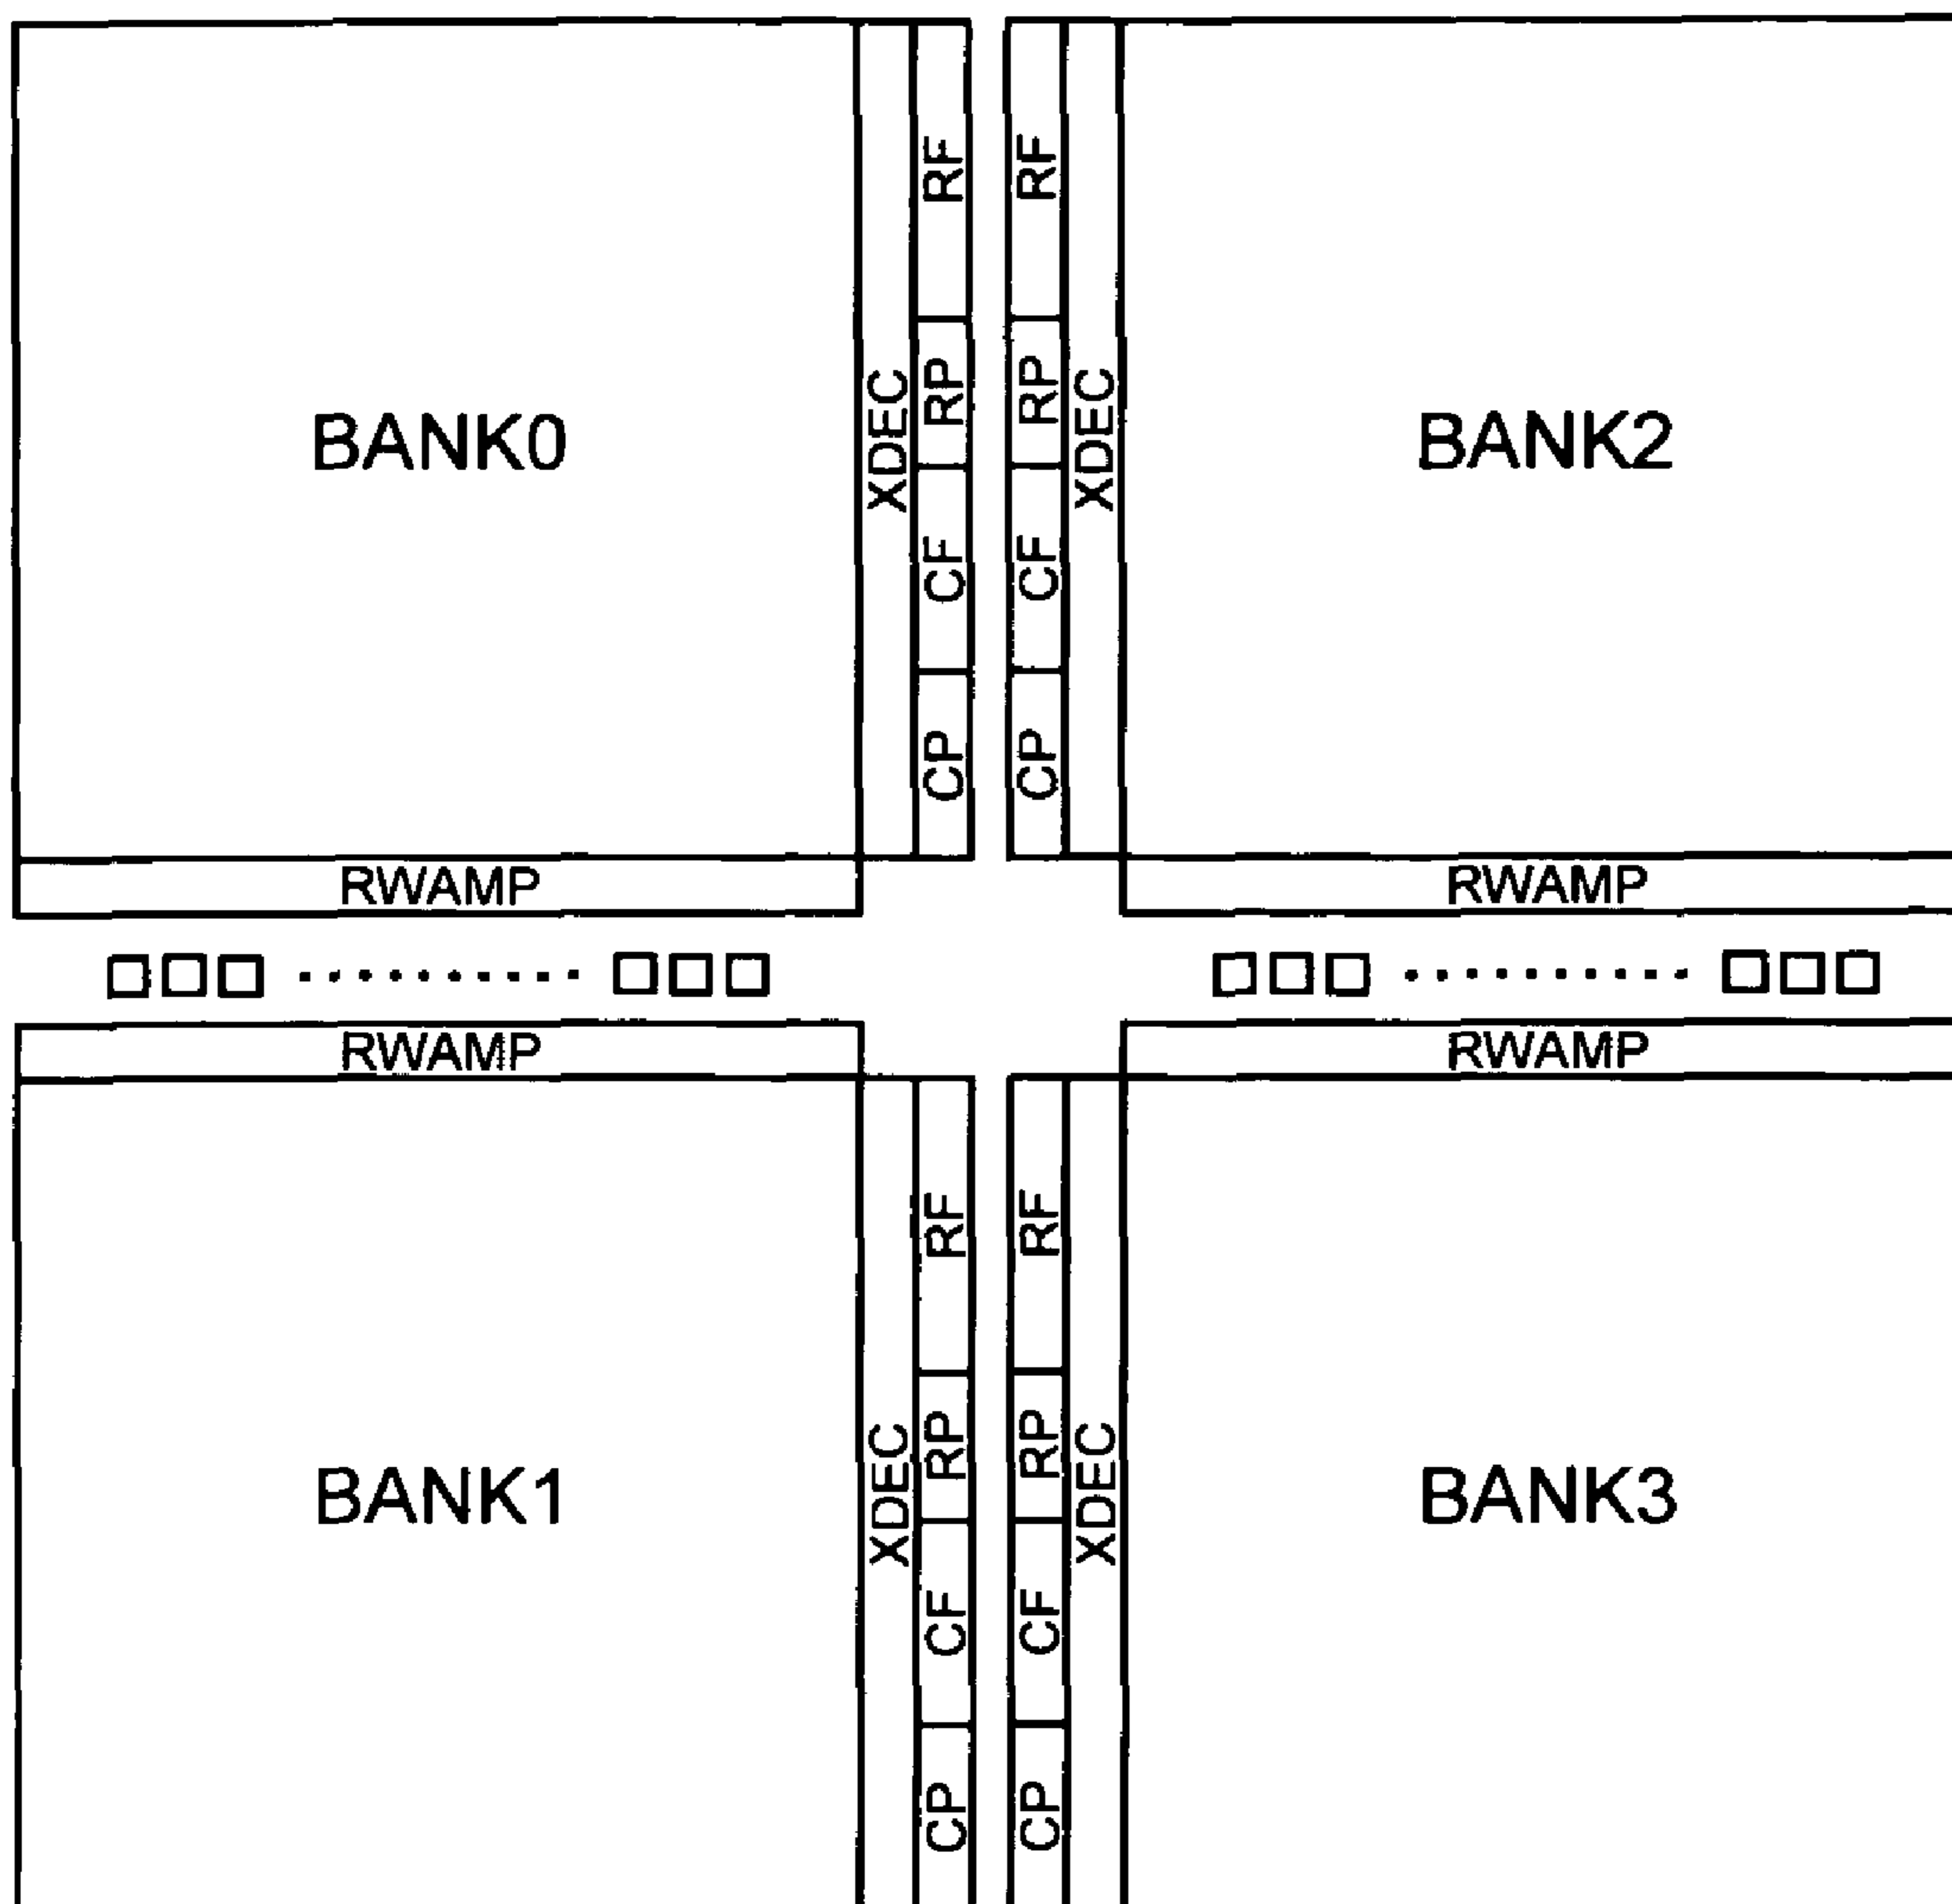 BANK0
XDEC
RF
RP
CF
CP
RWAMP
RF
RP
CF
CP
XDEC
BANK2
RWAMP
RWAMP
BANK1
XDEC
RF
RP
CF
CP
RWAMP
RF
RP
CF
CP
XDEC
BANK3